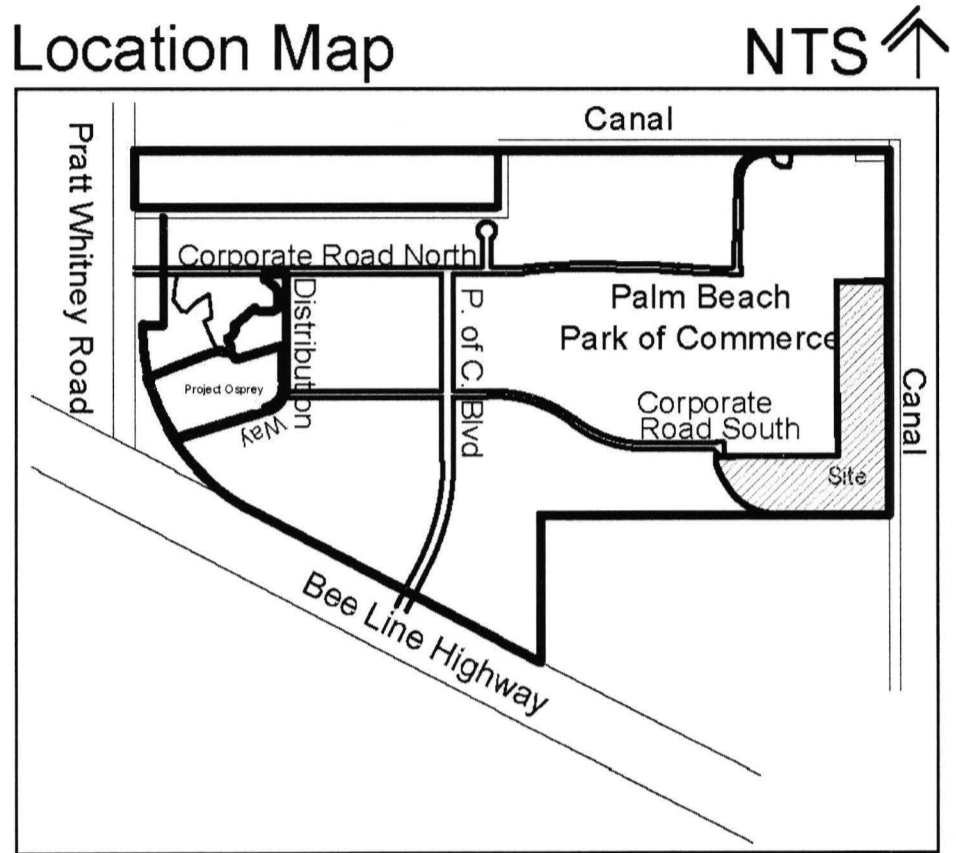 Location Map
NTS
Canal
Pratt Whitney Road
Corporate Road North
Distribution
Way
P. of C. Blvd
Palm Beach
Park of Commerce
Project Osprey
Corporate
Road South
Canal
Site
Bee Line Highway